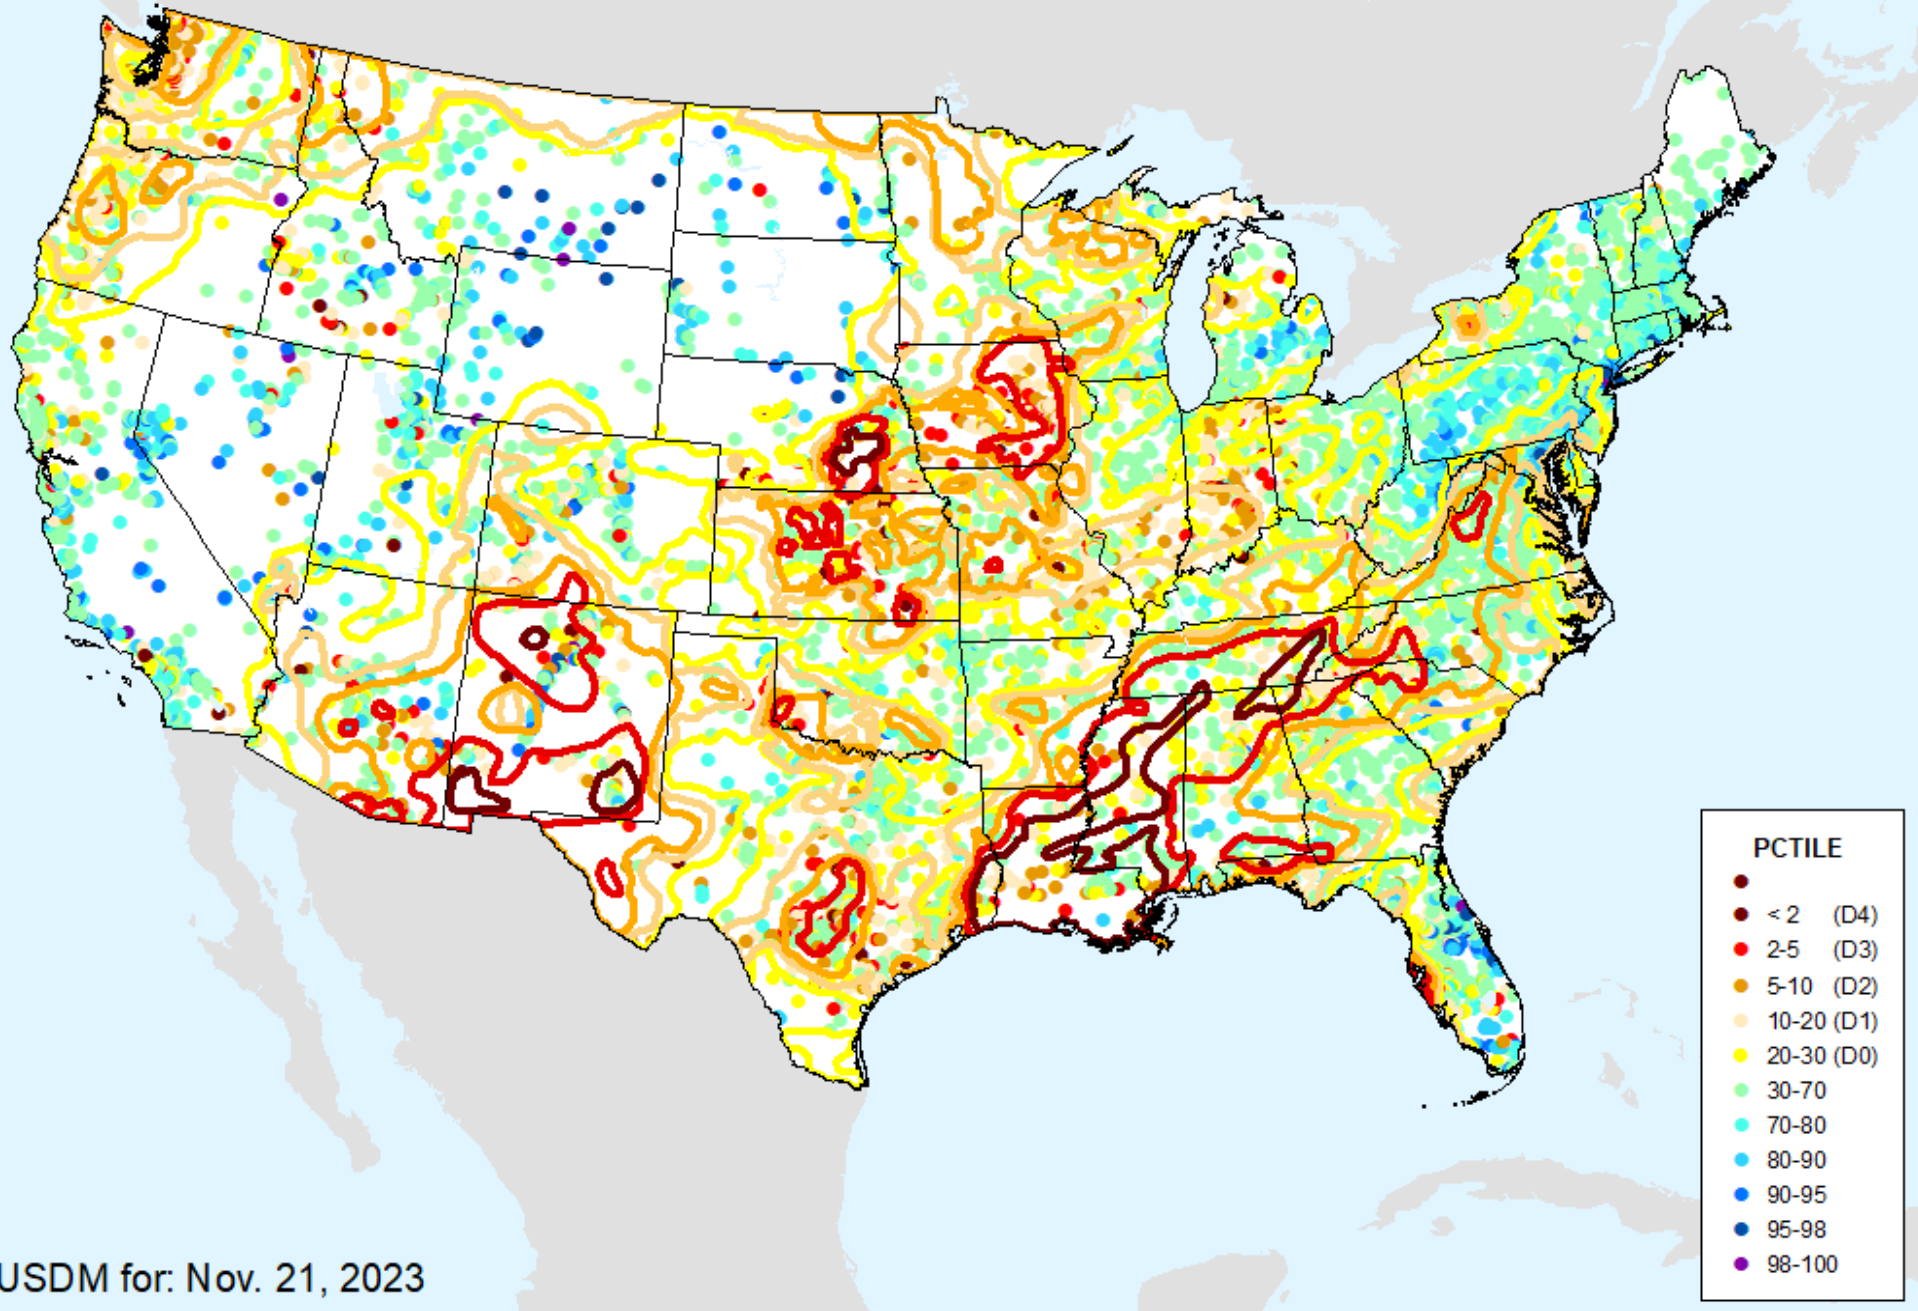 PCTILE
< 2 (D4)
2-5 (D3)
5-10 (D2)
10-20 (D1)
20-30 (D0)
30-70
70-80
80-90
90-95
95-98
98-100
USDM for: Nov. 21, 2023